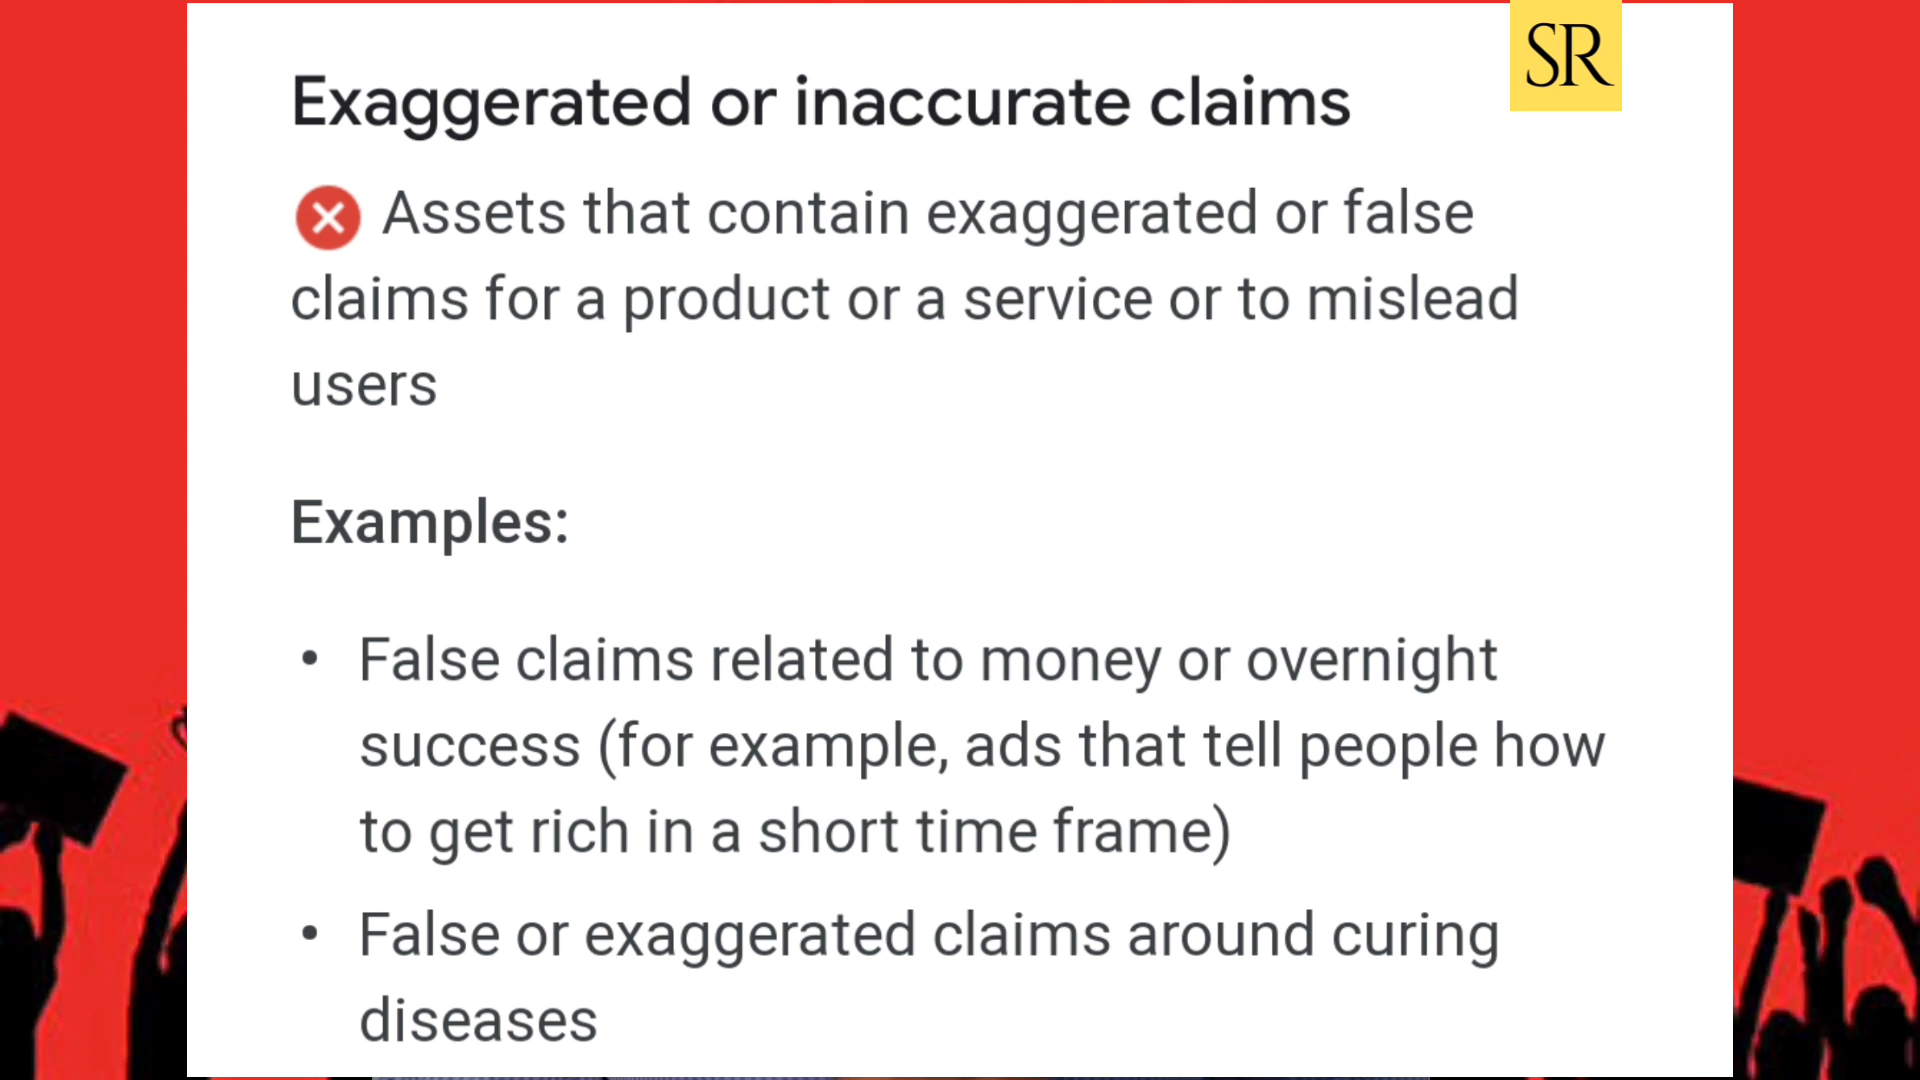 SR
Exaggerated or inaccurate claims
Assets that contain exaggerated or false
claims for a product or a service or to mislead
users
Examples:
• False claims related to money or overnight
success (for example, ads that tell people how
to get rich in a short time frame)
• False or exaggerated claims around curing
diseases